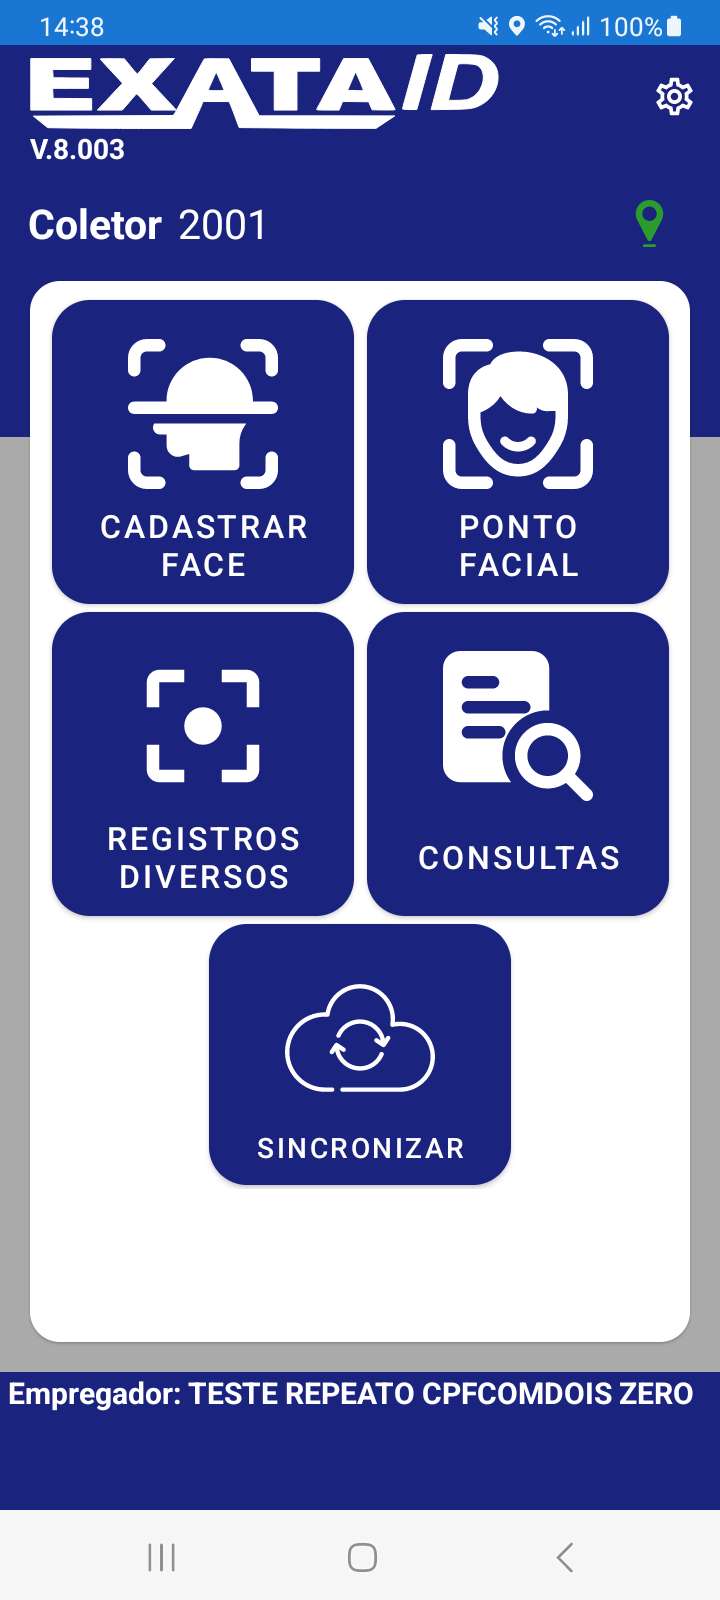 14:38
100%
EXATAID
V.8.003
Coletor 2001
CADASTRAR
FACE
PONTO
FACIAL
REGISTROS
DIVERSOS
CONSULTAS
SINCRONIZAR
Empregador: TESTE REPEATO CPFCOMDOIS ZERO